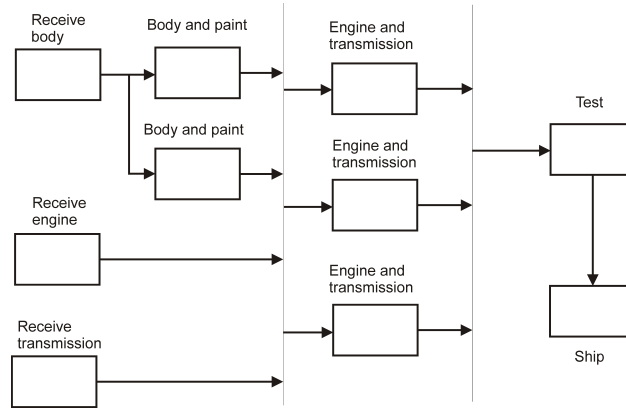 Receive
body
Body and paint
Engine and
transmission
Body and paint
Engine and
transmission
Test
Receive
engine
Engine and
transmission
Receive
transmission
Ship